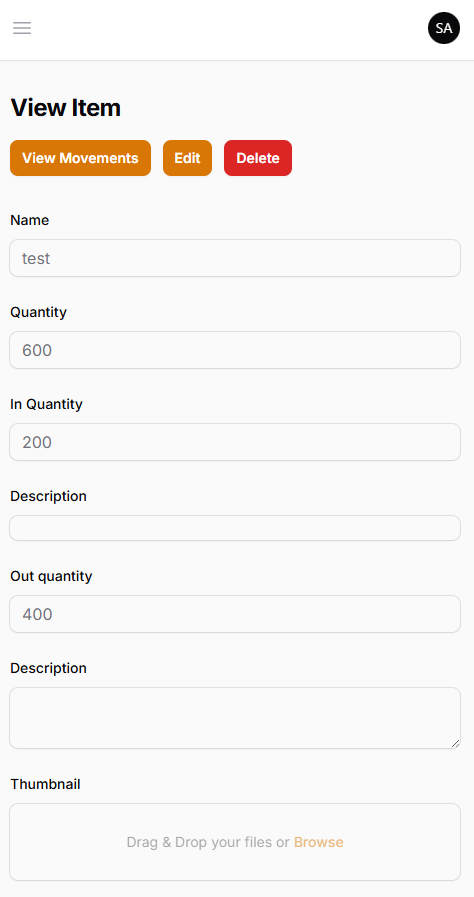 SA
View Item
View Movements Edit Delete
Name
test
Quantity
600
In Quantity
200
Description
Out quantity
400
Description
Thumbnail
Drag & Drop your files or Browse